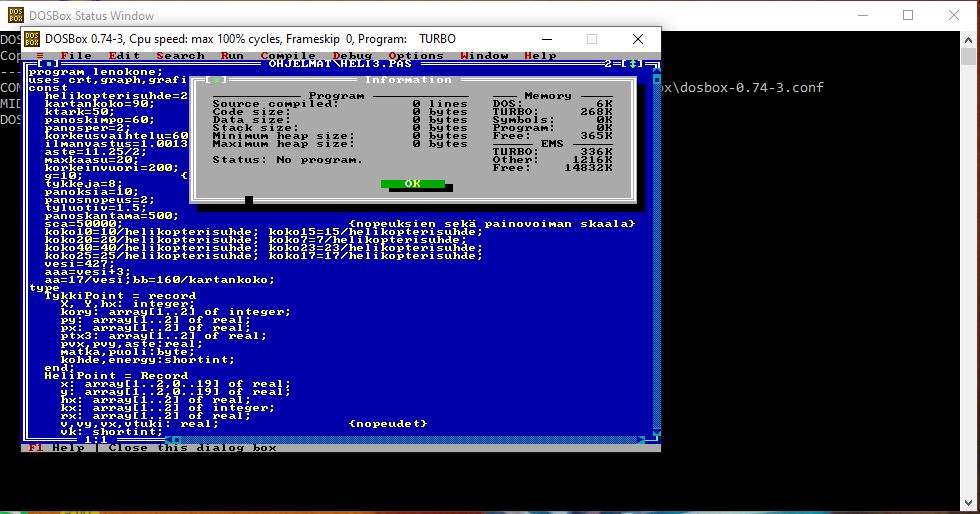 DOSBox Status Window
DOSBox 0.74-3, Cpu speed: max 100% cycles, Frameskip 0, Program: TURBO
≡ File Edit Search Run Compile Debug Options Window Help
OHJELMAT\HELI3.PAS 2=[↕]
program lenokone;
uses crt,graph,grafi
const
helikopterisuhde=2
kartankoko=90;
ktark=50;
panoskimpo=60;
panosper=2;
korkeusvaihtelu=60
ilmanvastus=1.0013
aste=11.25/2;
maxkaasu=20;
korkeinvuori=200;
g=10; {
tykkeja=8;
panoksia=10;
panosnopeus=2;
tyluotiv=1.5;
panoskantama=500;
sca=50000; {nopeuksien sekä painovoiman skaala}
koko10=10/helikopterisuhde; koko15=15/helikopterisuhde;
koko20=20/helikopterisuhde; koko7=7/helikopterisuhde;
koko40=40/helikopterisuhde; koko23=23/helikopterisuhde;
koko25=25/helikopterisuhde; koko17=17/helikopterisuhde;
vesi=427;
aaa=vesi+3;
aa=17/vesi;bb=160/kartankoko;
type
TykkiPoint = record
X, Y,hx: integer;
kory: array[1..2] of integer;
py: array[1..2] of real;
px: array[1..2] of real;
ptx3: array[1..2] of real;
pvx,pvy,aste:real;
matka,puoli:byte;
kohde,energy:shortint;
end;
HeliPoint = Record
x: array[1..2,0..19] of real;
y: array[1..2,0..19] of real;
hx: array[1..2] of real;
kx: array[1..2] of integer;
rx: array[1..2] of real;
v,vy,vx,vtuki: real; {nopeudet}
vk: shortint;
1:1
F1 Help | Close this dialog box
Information
Program
Source compiled: 0 lines
Code size: 0 bytes
Data size: 0 bytes
Stack size: 0 bytes
Minimum heap size: 0 bytes
Maximum heap size: 0 bytes
Status: No program.
Memory
DOS: 6K
TURBO: 268K
Symbols: 0K
Program: 0K
Free: 365K
EMS
TURBO: 336K
Other: 1216K
Free: 14832K
OK
DOS
Cop
---
CON
ox\dosbox-0.74-3.conf
MID
DOS